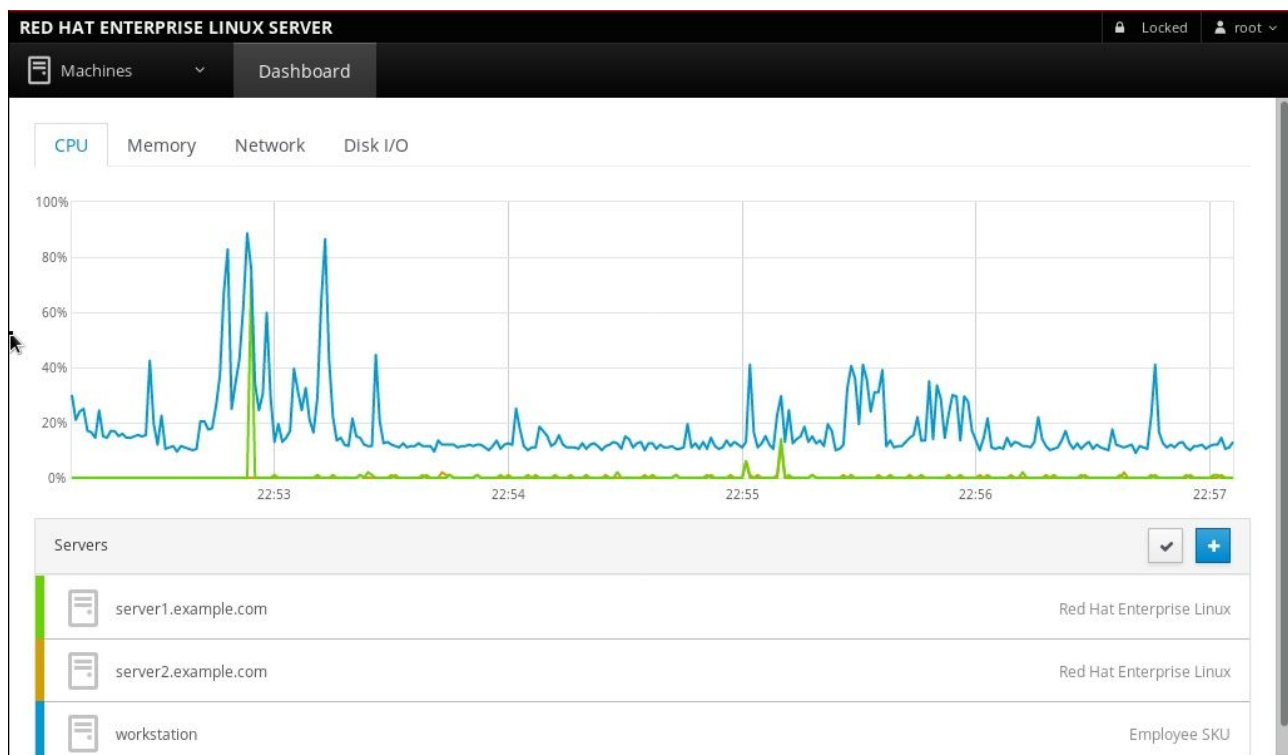 RED HAT ENTERPRISE LINUX SERVER Locked root
Machines Dashboard
CPU Memory Network Disk I/O
100%
80%
60%
40%
20%
0%
22:53 22:54 22:55 22:56 22:57
Servers
server1.example.com Red Hat Enterprise Linux
server2.example.com Red Hat Enterprise Linux
workstation Employee SKU